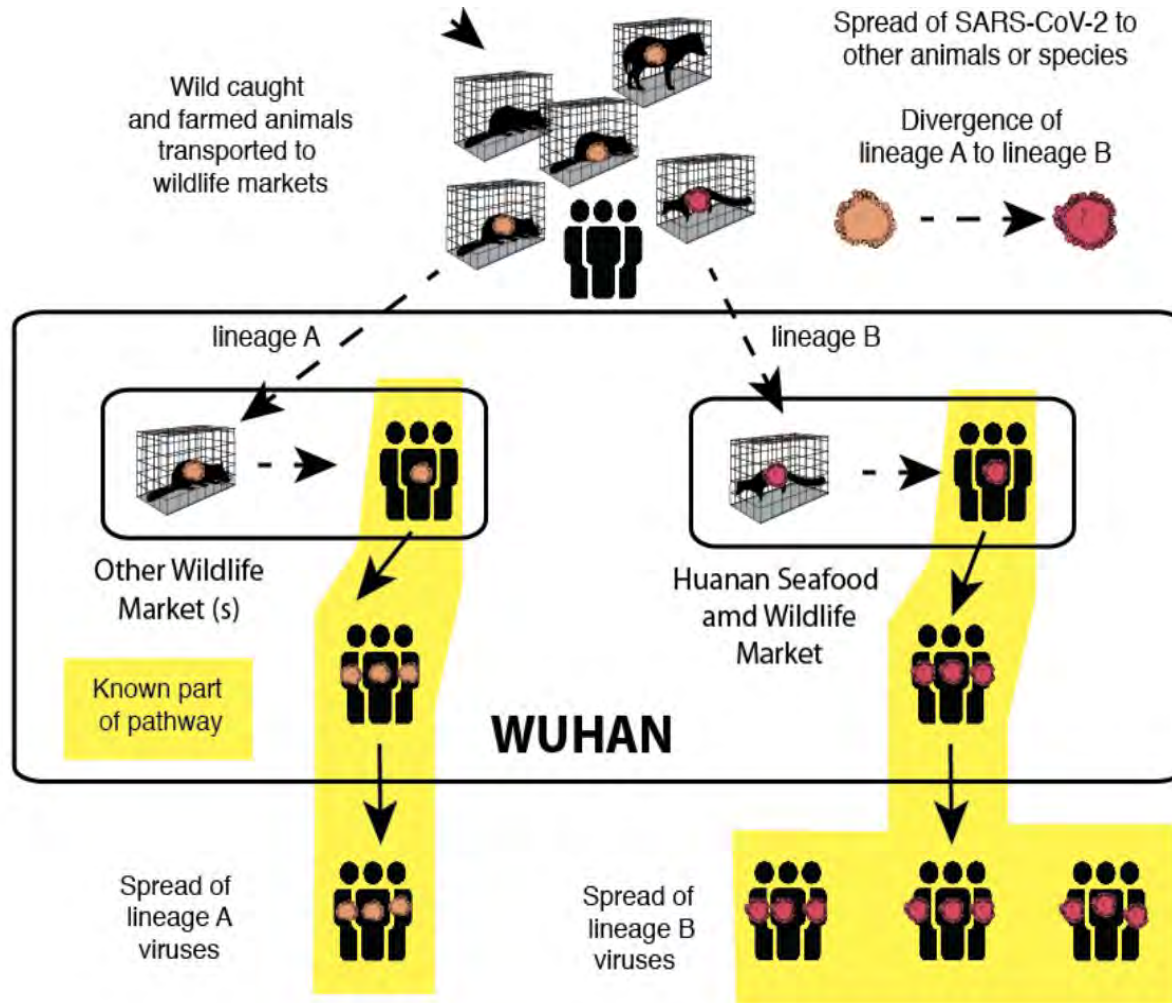 Wild caught
and farmed animals
transported to
wildlife markets
Spread of SARS-CoV-2 to
other animals or species
Divergence of
lineage A to lineage B
lineage A
lineage B
Other Wildlife
Market (s)
Huanan Seafood
amd Wildlife
Market
Known part
of pathway
WUHAN
Spread of
lineage A
viruses
Spread of
lineage B
viruses